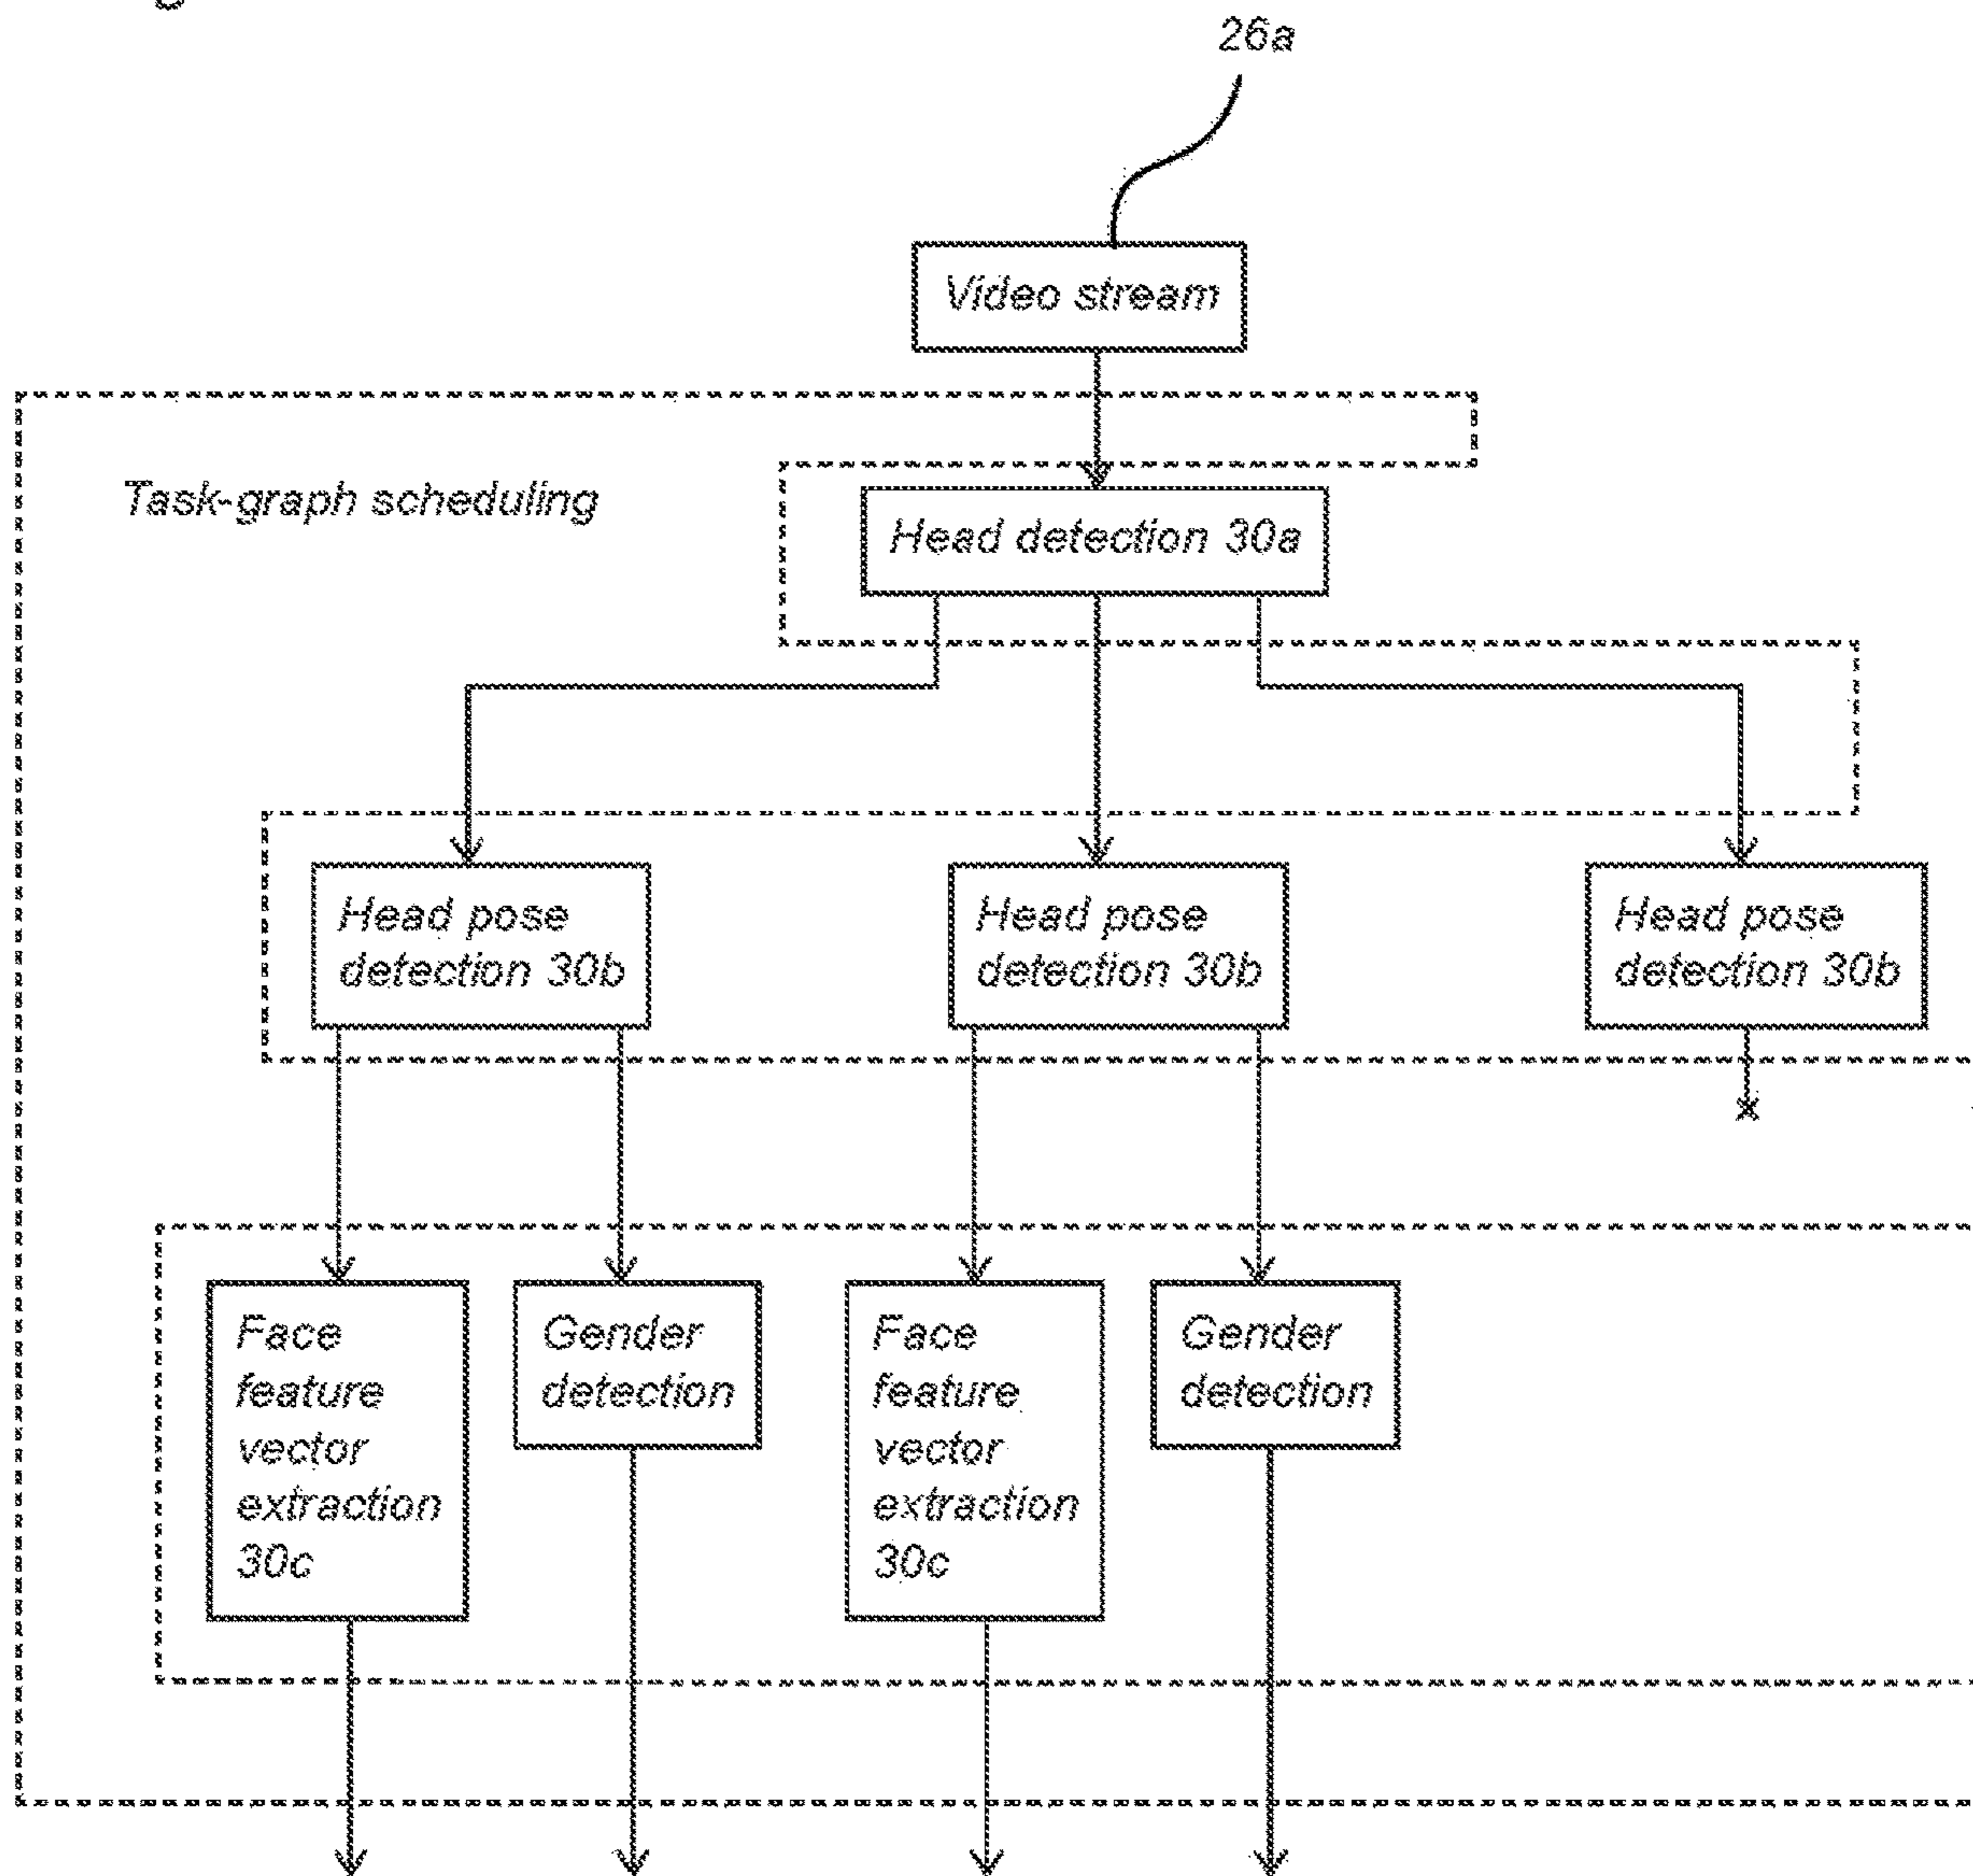 26a
Video stream
Task-graph scheduling
Head detection 30a
Head pose
detection 30b
Head pose
detection 30b
Head pose
detection 30b
Face
feature
vector
extraction
30c
Gender
detection
Face
feature
vector
extraction
30c
Gender
detection